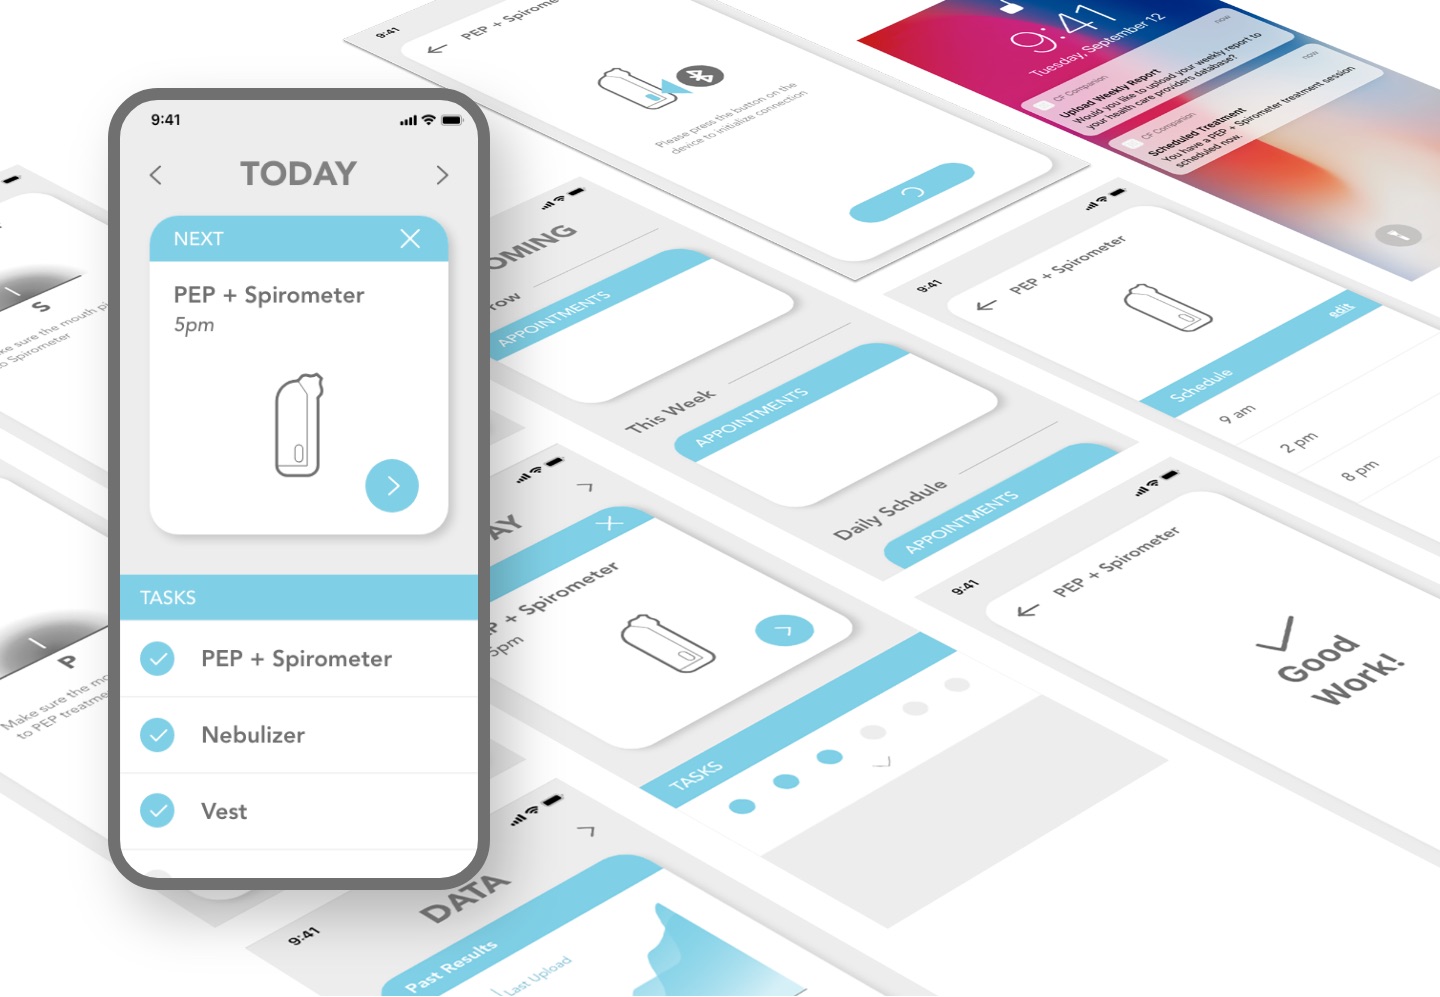 9:41
TODAY
NEXT
PEP + Spirometer
5pm
TASKS
PEP + Spirometer
Nebulizer
Vest
9:41
PEP + Spirometer
Please press the button on the
device to initialize connection
9:41
Tuesday, September 12
CF Companion
now
Upload Weekly Report
Would you like to upload your weekly report to
your health care providers database?
CF Companion
now
Scheduled Treatment
You have a PEP + Spirometer treatment session
scheduled now.
OMING
row
APPOINTMENTS
This Week
APPOINTMENTS
Daily Schdule
APPOINTMENTS
9:41
PEP + Spirometer
Schedule
edit
9 am
2 pm
8 pm
S
ke sure the mouth pi
o Spirometer
P
Make sure the mo
to PEP treatme
AY
P + Spirometer
5pm
TASKS
9:41
PEP + Spirometer
Good
Work!
9:41
DATA
Past Results
Last Upload